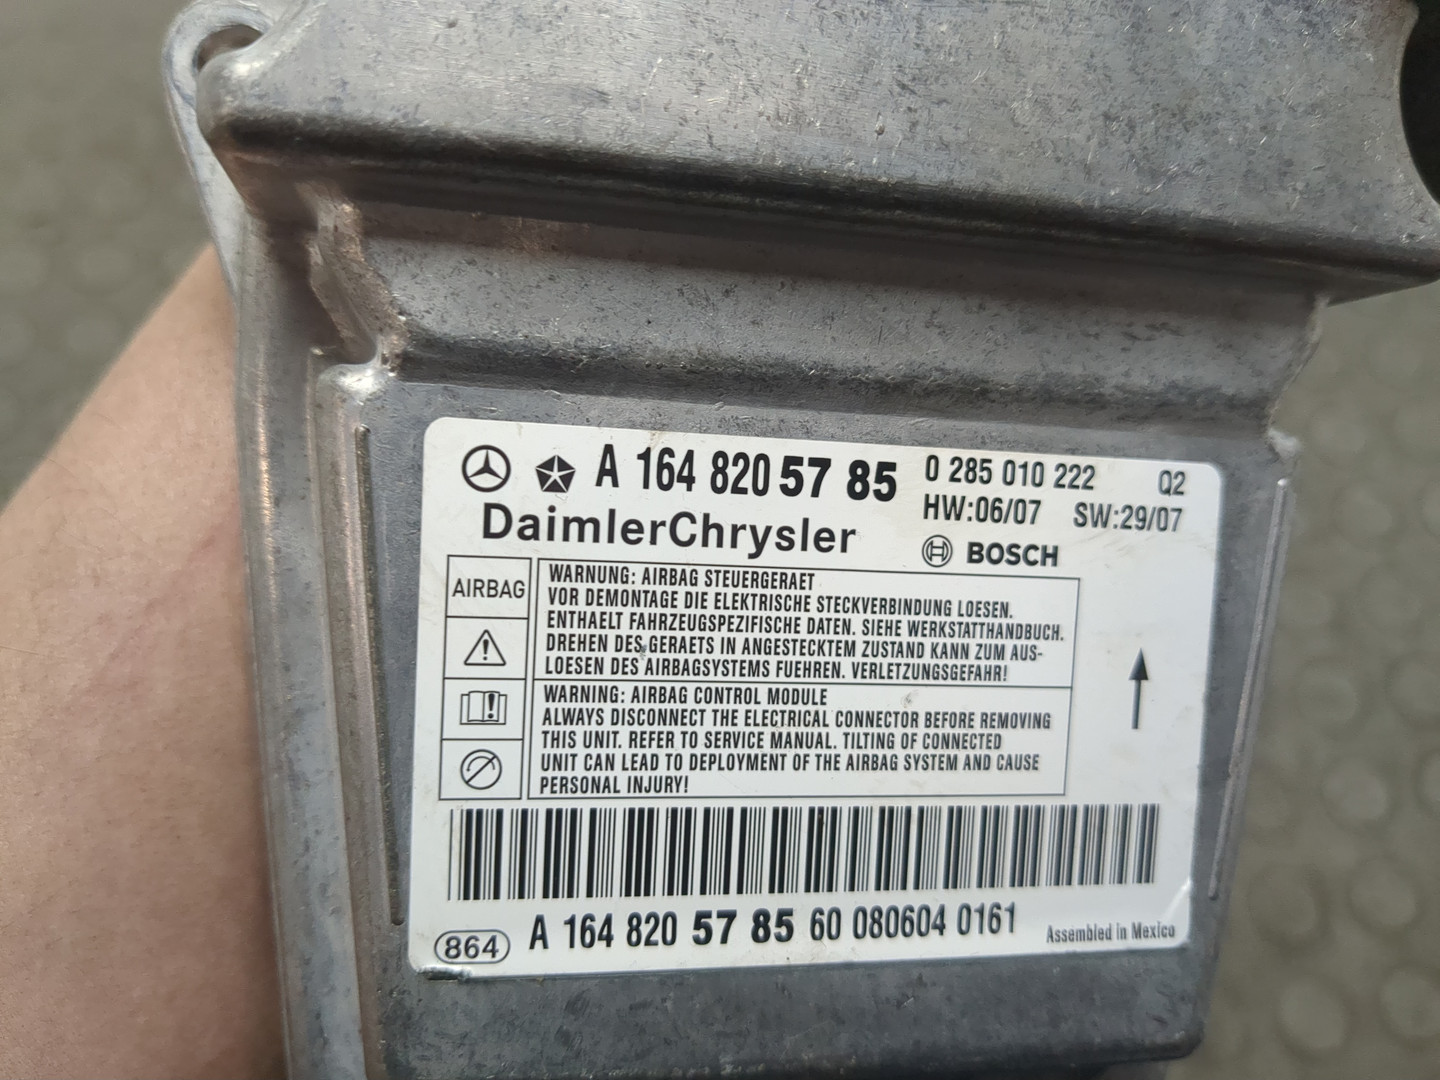 A 164 820 57 85 0 285 010 222 Q2
HW:06/07 SW:29/07
DaimlerChrysler
BOSCH
AIRBAG
WARNUNG: AIRBAG STEUERGERAET
VOR DEMONTAGE DIE ELEKTRISCHE STECKVERBINDUNG LOESEN.
ENTHAELT FAHRZEUGSPEZIFISCHE DATEN. SIEHE WERKSTATTHANDBUCH.
DREHEN DES GERAETS IN ANGESTECKTEM ZUSTAND KANN ZUM AUS-
LOESEN DES AIRBAGSYSTEMS FUEHREN. VERLETZUNGSGEFAHR!
WARNING: AIRBAG CONTROL MODULE
ALWAYS DISCONNECT THE ELECTRICAL CONNECTOR BEFORE REMOVING
THIS UNIT. REFER TO SERVICE MANUAL. TILTING OF CONNECTED
UNIT CAN LEAD TO DEPLOYMENT OF THE AIRBAG SYSTEM AND CAUSE
PERSONAL INJURY!
864 A 164 820 57 85 60 080604 0161 Assembled in Mexico